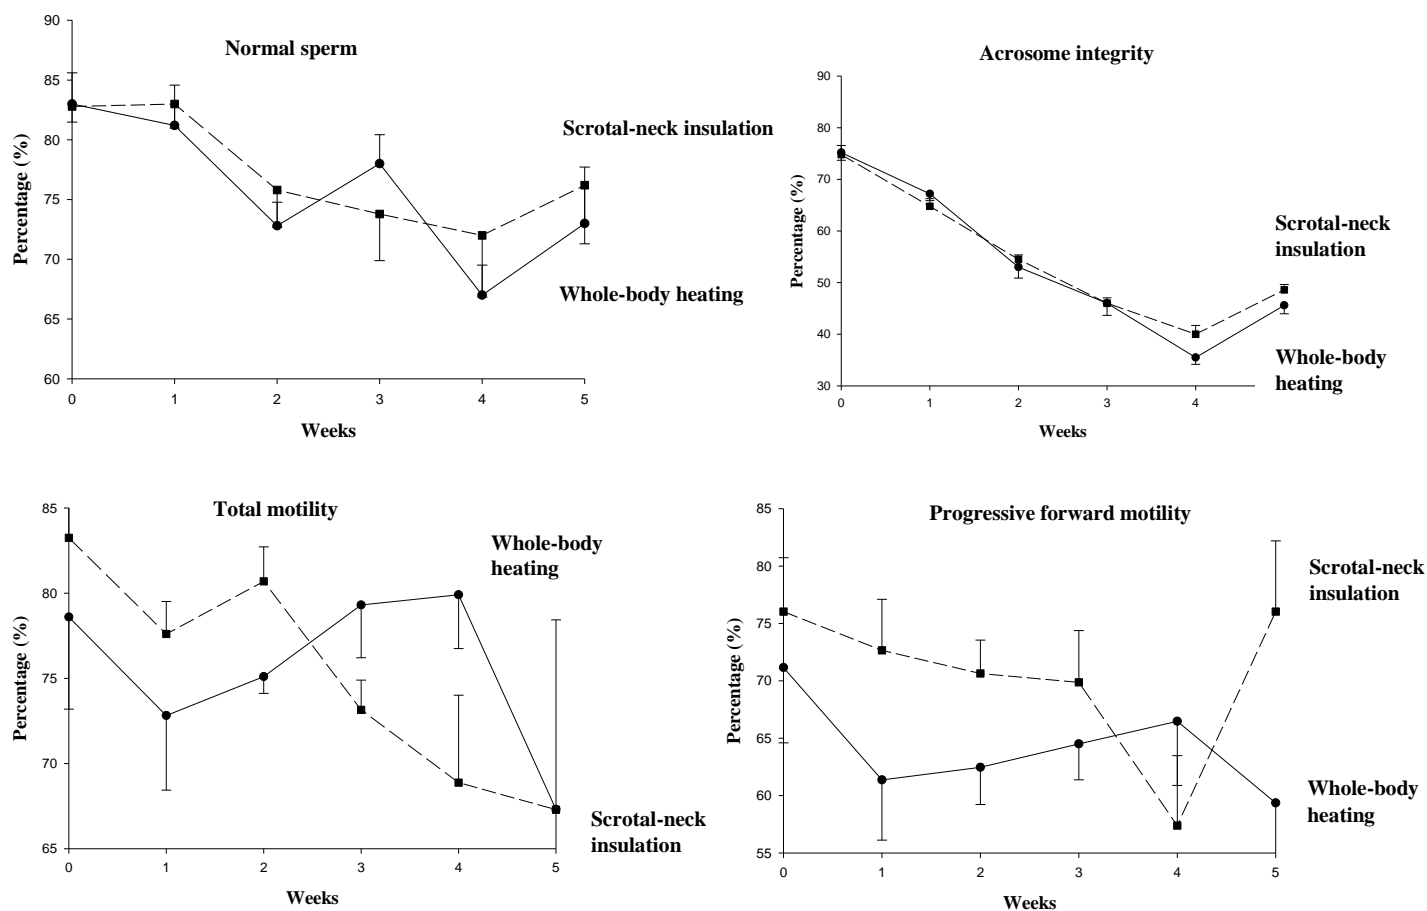 Normal sperm
90
85
80
75
70
65
60
Percentage (%)
0 1 2 3 4 5
Weeks
Scrotal-neck insulation
Whole-body heating
Acrosome integrity
90
80
70
60
50
40
30
Percentage (%)
0 1 2 3 4
Weeks
Scrotal-neck
insulation
Whole-body
heating
Total motility
85
80
75
70
65
Percentage (%)
0 1 2 3 4 5
Weeks
Whole-body
heating
Scrotal-neck
insulation
Progressive forward motility
85
80
75
70
65
60
55
Percentage (%)
0 1 2 3 4 5
Weeks
Scrotal-neck
insulation
Whole-body
heating